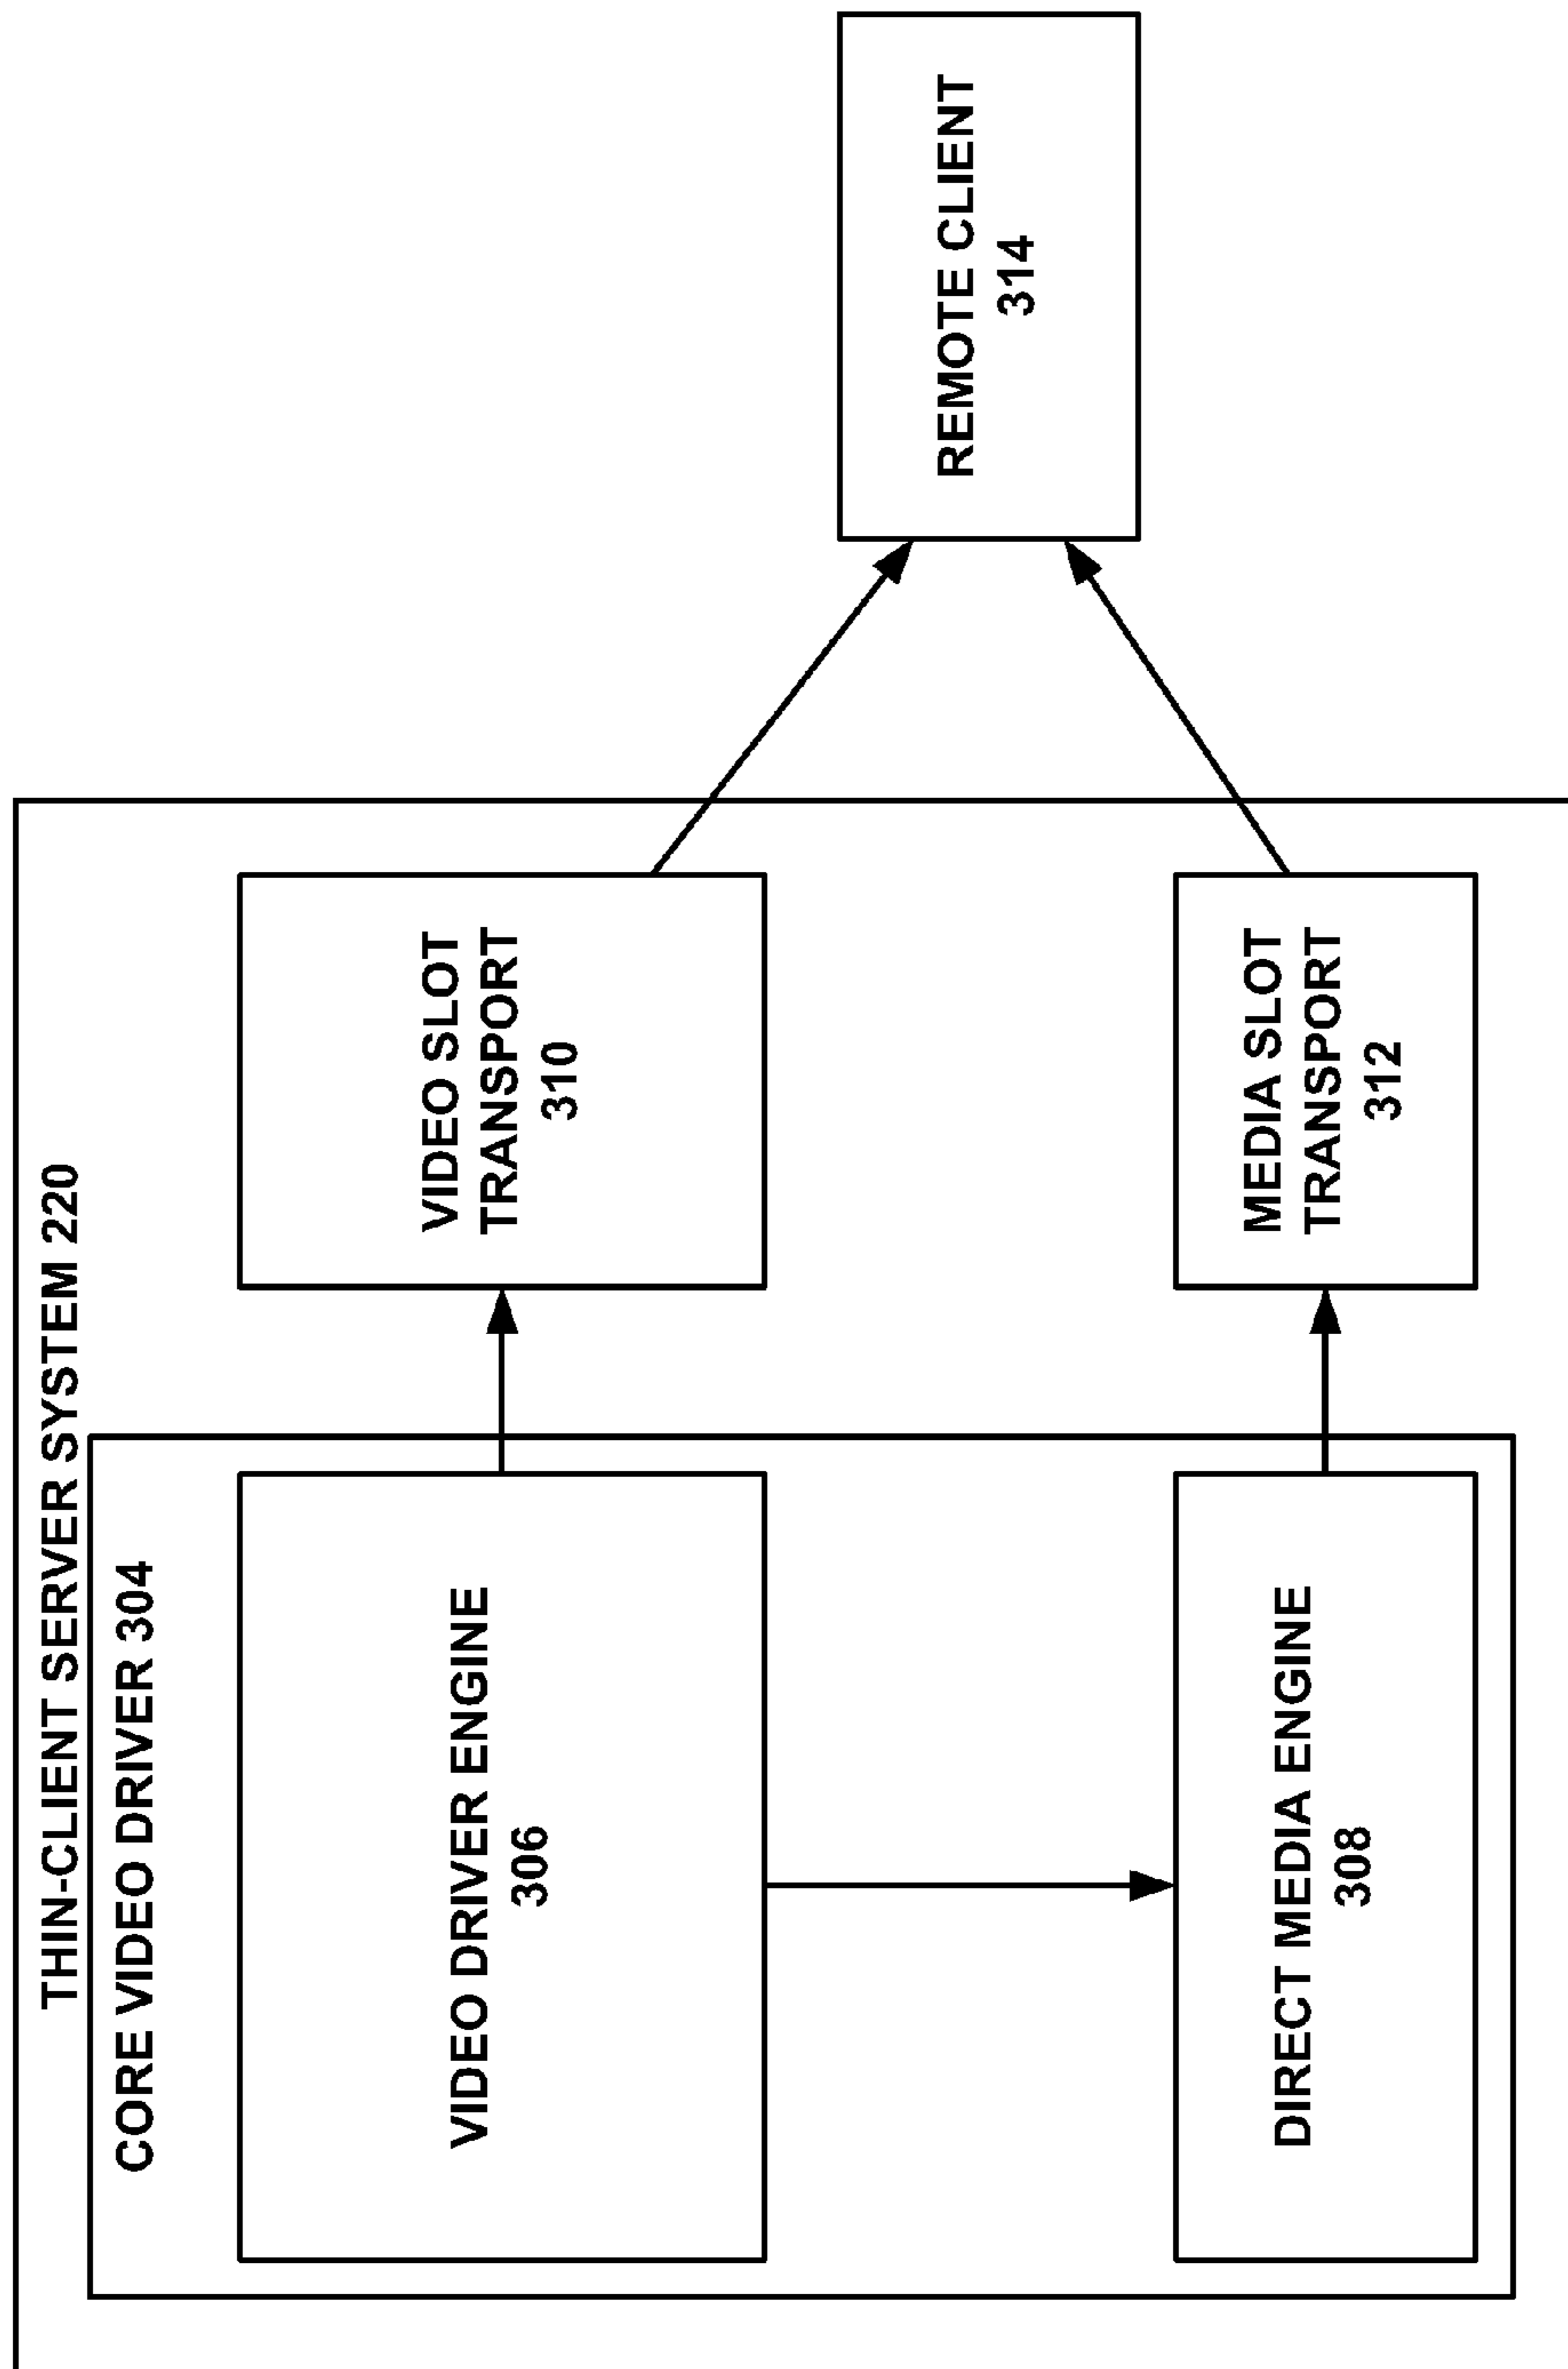 THIN-CLIENT SERVER SYSTEM 220
CORE VIDEO DRIVER 304
VIDEO DRIVER ENGINE
306
VIDEO SLOT
TRANSPORT
310
REMOTE CLIENT
314
DIRECT MEDIA ENGINE
308
MEDIA SLOT
TRANSPORT
312